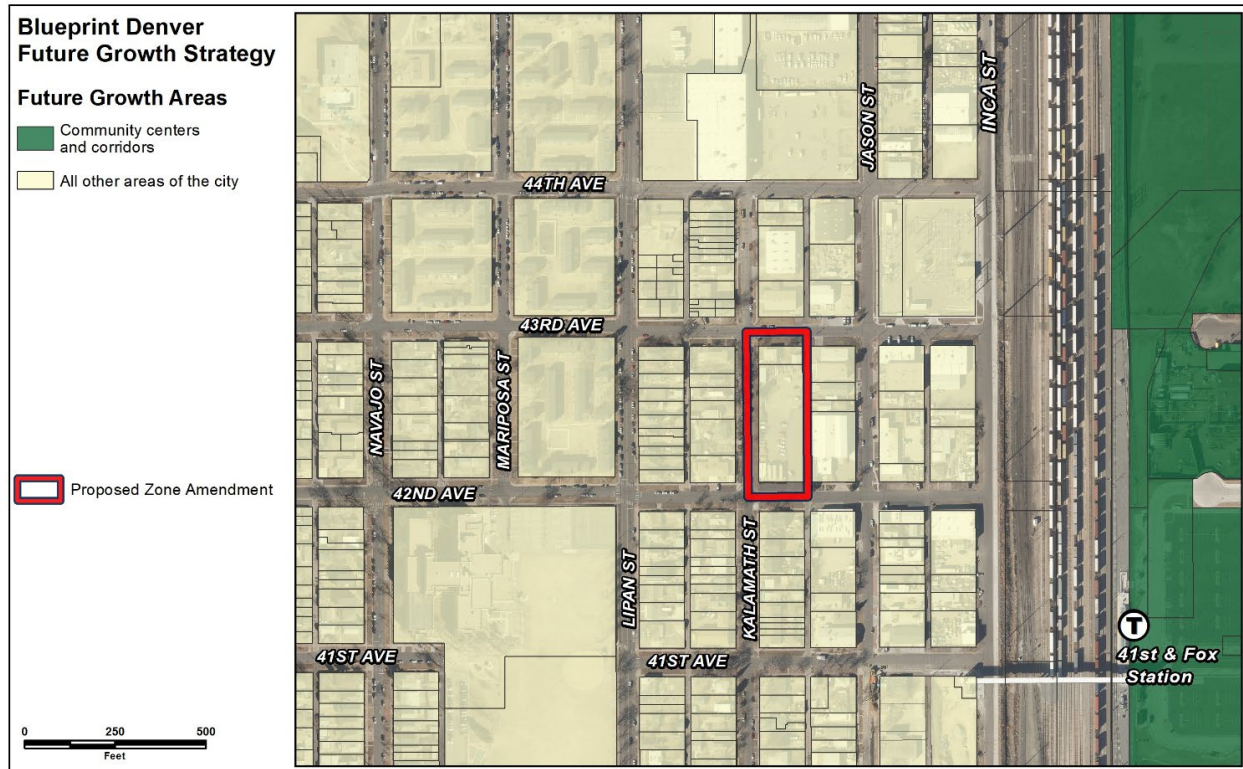 Blueprint Denver
Future Growth Strategy
Future Growth Areas
Community centers
and corridors
All other areas of the city
Proposed Zone Amendment
0 250 500
Feet
JASON ST
INCA ST
44TH AVE
43RD AVE
NAVAJO ST
MARIPOSA ST
42ND AVE
LIPAN ST
KALAMATH ST
41ST AVE
41ST AVE
T
41st & Fox
Station